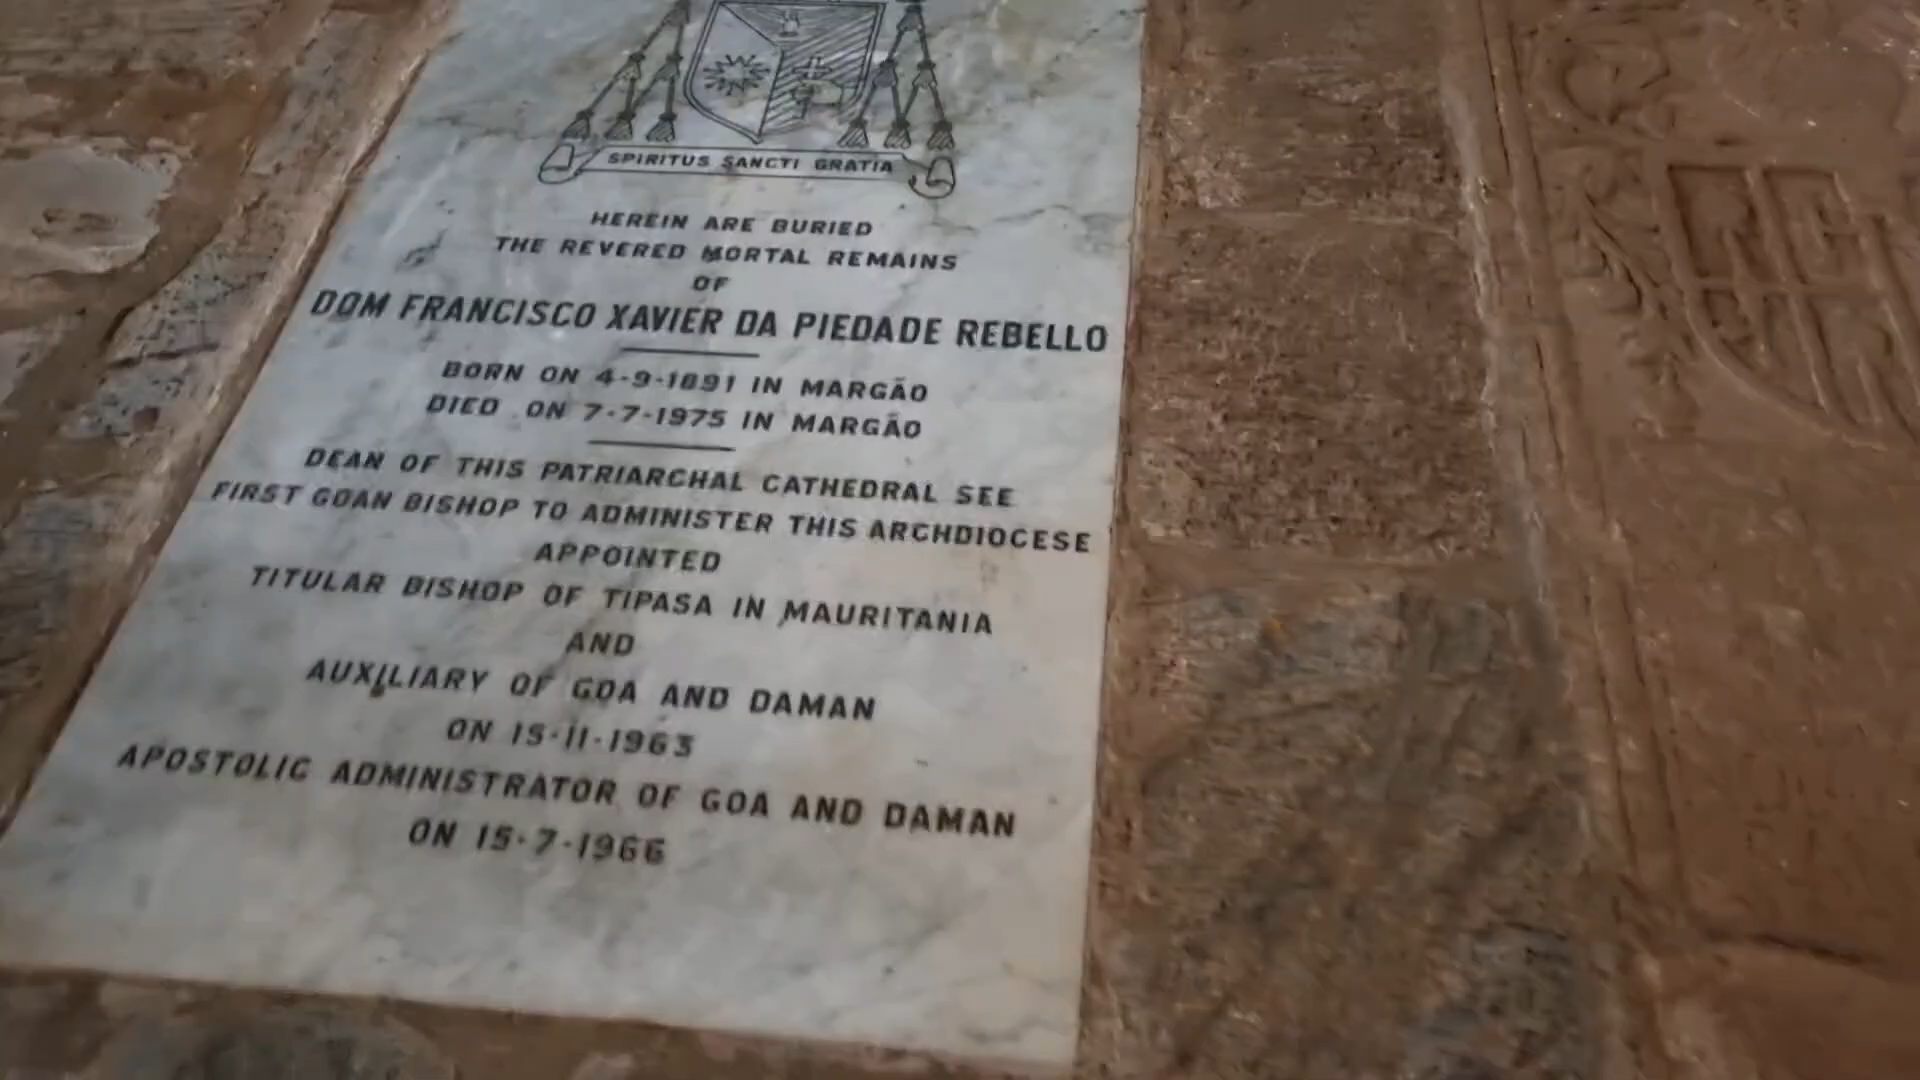 SPIRITUS SANCTI GRATIA
HEREIN ARE BURIED
THE REVERED MORTAL REMAINS
OF
DOM FRANCISCO XAVIER DA PIEDADE REBELLO
BORN ON 4-9-1891 IN MARGÃO
DIED ON 7-7-1975 IN MARGÃO
DEAN OF THIS PATRIARCHAL CATHEDRAL SEE
FIRST GOAN BISHOP TO ADMINISTER THIS ARCHDIOCESE
APPOINTED
TITULAR BISHOP OF TIPASA IN MAURITANIA
AND
AUXILIARY OF GOA AND DAMAN
ON 15-11-1963
APOSTOLIC ADMINISTRATOR OF GOA AND DAMAN
ON 15-7-1966